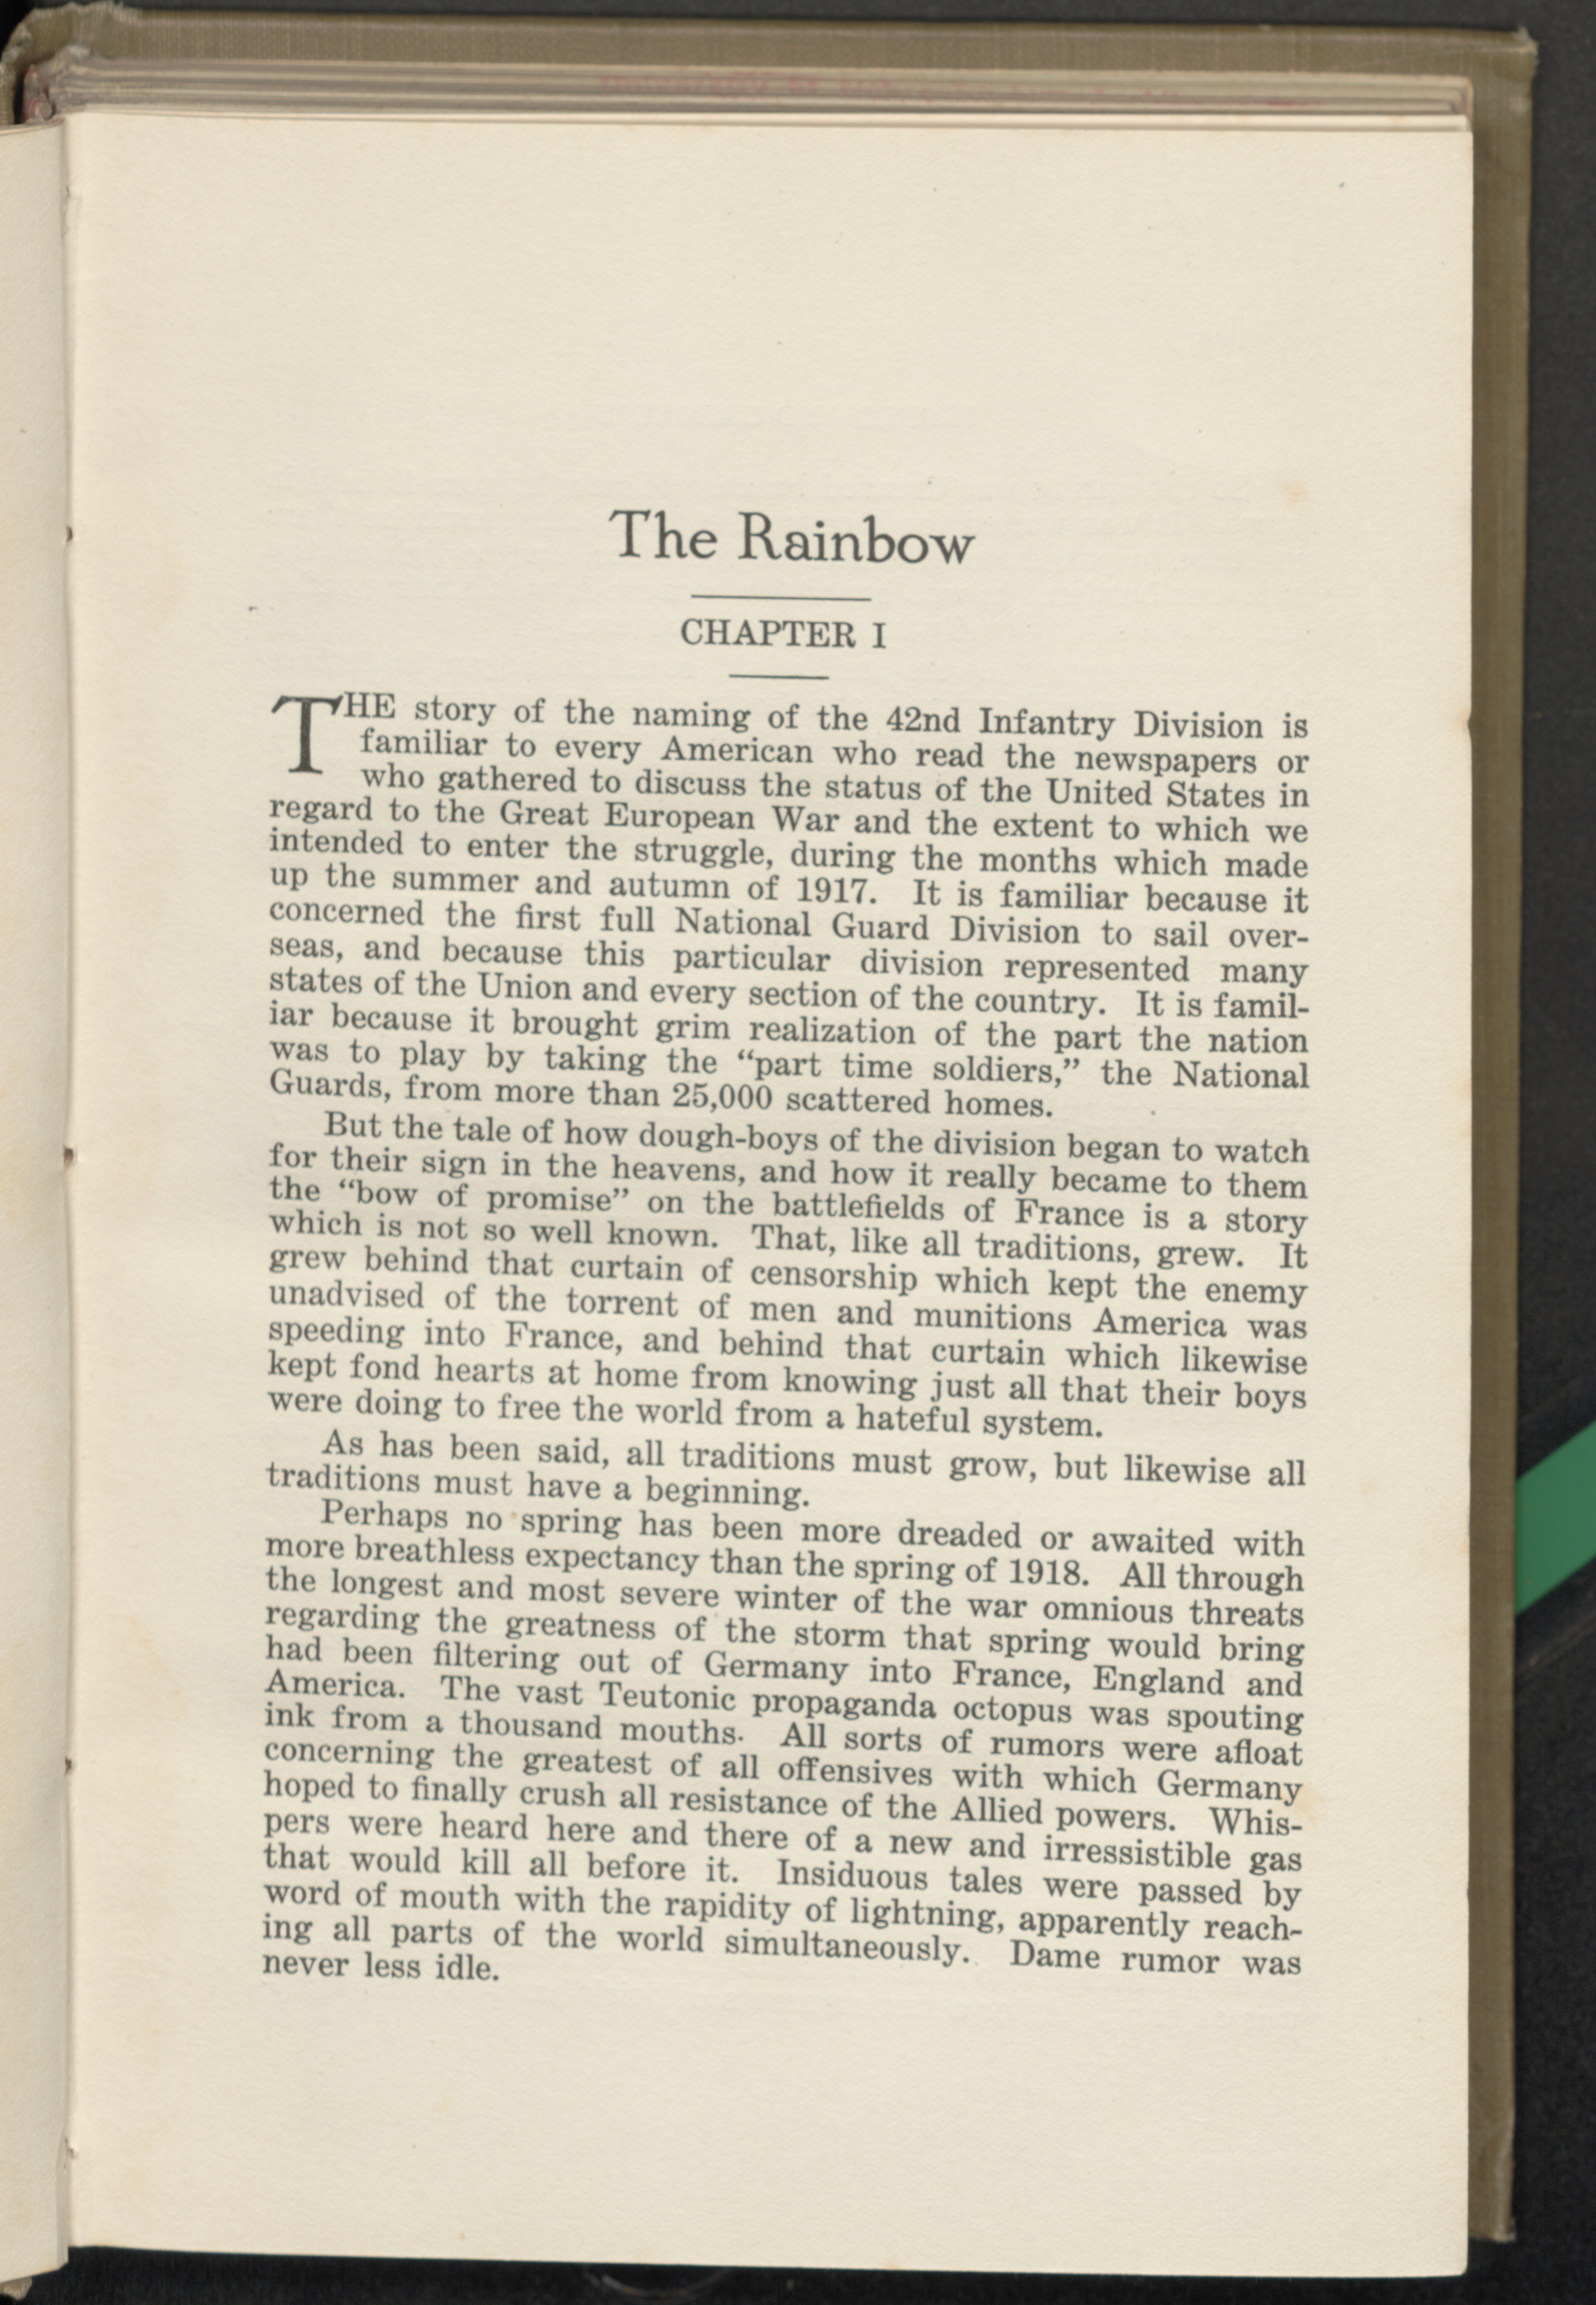 The Rainbow
CHAPTER I
THE story of the naming of the 42nd Infantry Division is
familiar to every American who read the newspapers or
who gathered to discuss the status of the United States in
regard to the Great European War and the extent to which we
intended to enter the struggle, during the months which made
up the summer and autumn of 1917. It is familiar because it
concerned the first full National Guard Division to sail over-
seas, and because this particular division represented many
states of the Union and every section of the country. It is famil-
iar because it brought grim realization of the part the nation
was to play by taking the “part time soldiers,” the National
Guards, from more than 25,000 scattered homes.
But the tale of how dough-boys of the division began to watch
for their sign in the heavens, and how it really became to them
the “bow of promise” on the battlefields of France is a story
which is not so well known. That, like all traditions, grew. It
grew behind that curtain of censorship which kept the enemy
unadvised of the torrent of men and munitions America was
speeding into France, and behind that curtain which likewise
kept fond hearts at home from knowing just all that their boys
were doing to free the world from a hateful system.
As has been said, all traditions must grow, but likewise all
traditions must have a beginning.
Perhaps no spring has been more dreaded or awaited with
more breathless expectancy than the spring of 1918. All through
the longest and most severe winter of the war omnious threats
regarding the greatness of the storm that spring would bring
had been filtering out of Germany into France, England and
America. The vast Teutonic propaganda octopus was spouting
ink from a thousand mouths. All sorts of rumors were afloat
concerning the greatest of all offensives with which Germany
hoped to finally crush all resistance of the Allied powers. Whis-
pers were heard here and there of a new and irressistible gas
that would kill all before it. Insiduous tales were passed by
word of mouth with the rapidity of lightning, apparently reach-
ing all parts of the world simultaneously. Dame rumor was
never less idle.